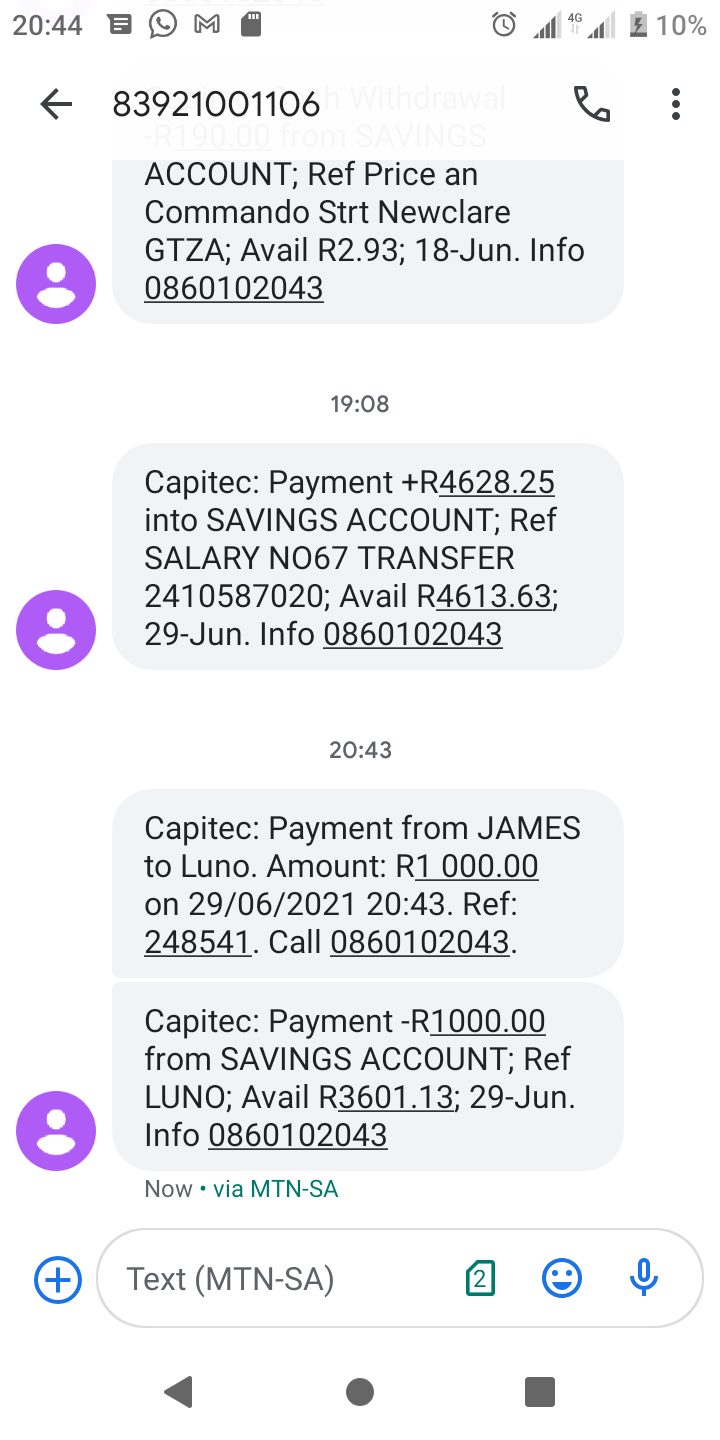 20:44 4G 10%
83921001106
h Withdrawal
-R190.00 from SAVINGS
ACCOUNT; Ref Price an
Commando Strt Newclare
GTZA; Avail R2.93; 18-Jun. Info
0860102043
19:08
Capitec: Payment +R4628.25
into SAVINGS ACCOUNT; Ref
SALARY NO67 TRANSFER
2410587020; Avail R4613.63;
29-Jun. Info 0860102043
20:43
Capitec: Payment from JAMES
to Luno. Amount: R1 000.00
on 29/06/2021 20:43. Ref:
248541. Call 0860102043.
Capitec: Payment -R1000.00
from SAVINGS ACCOUNT; Ref
LUNO; Avail R3601.13; 29-Jun.
Info 0860102043
Now • via MTN-SA
Text (MTN-SA) 2